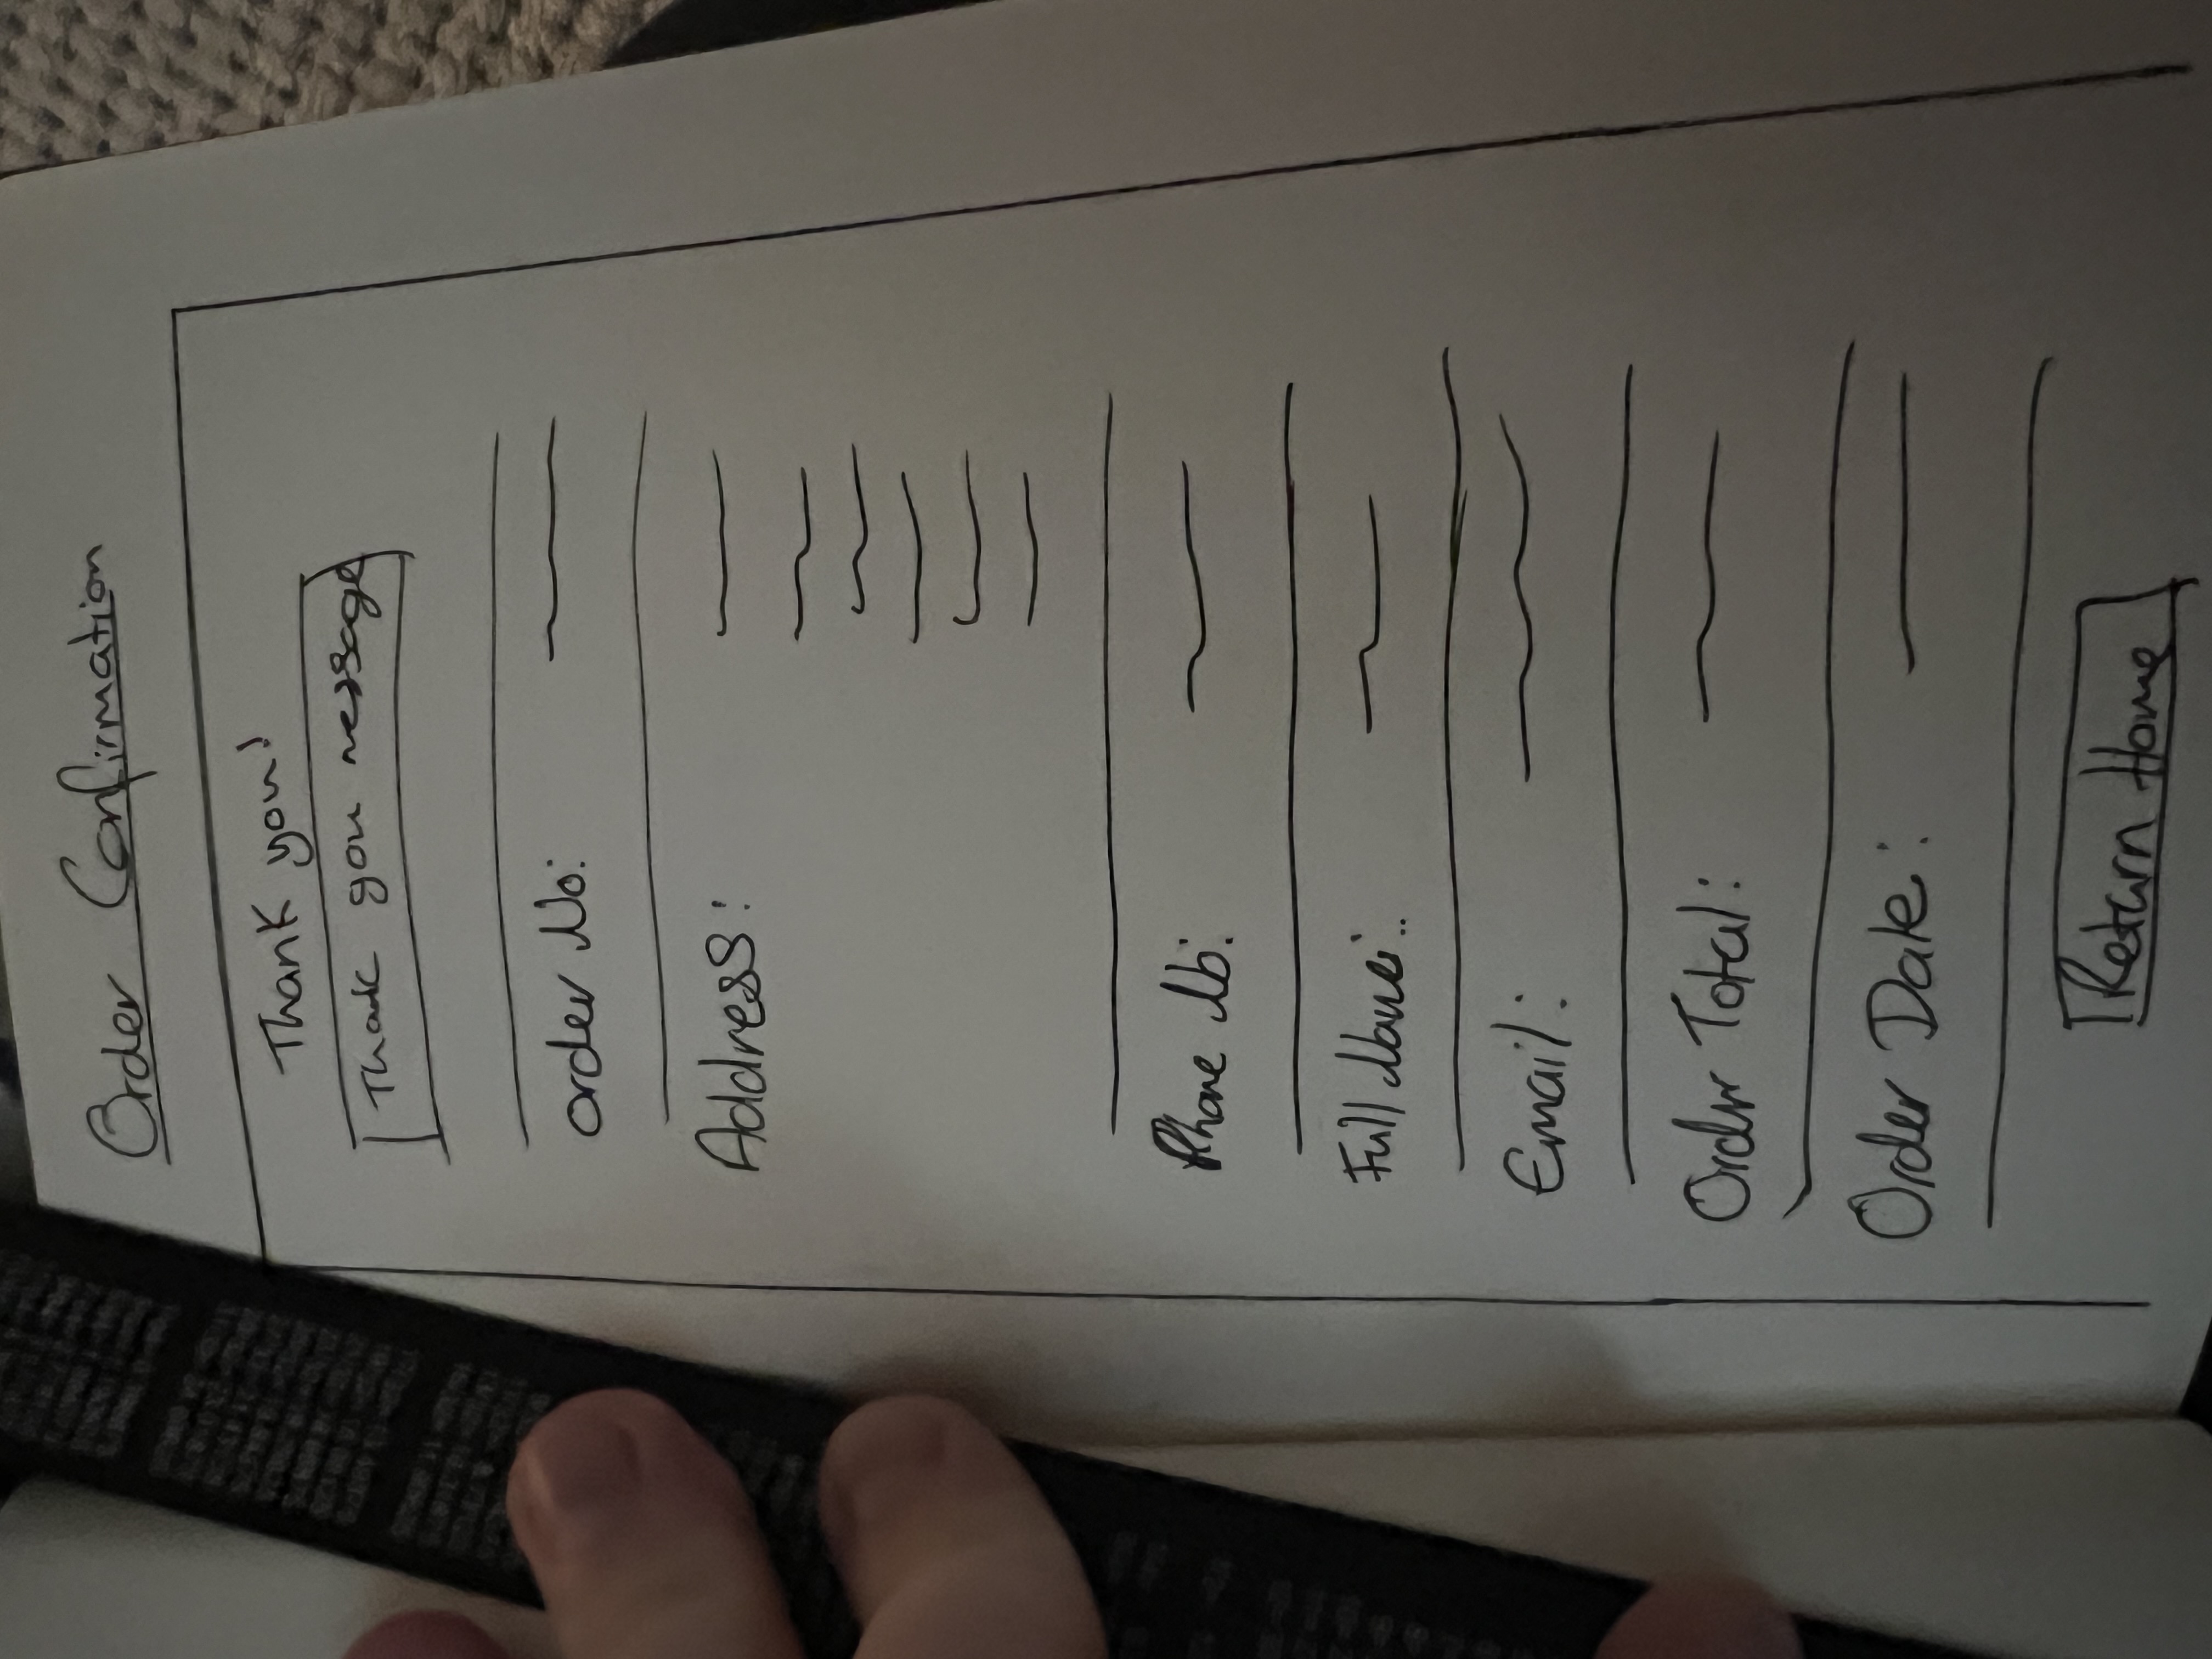 Order Confirmation
Thank you!
Thank you message
Order No:
Address:
Phone No:
Full Name:
Email:
Order Total:
Order Date:
Return Home